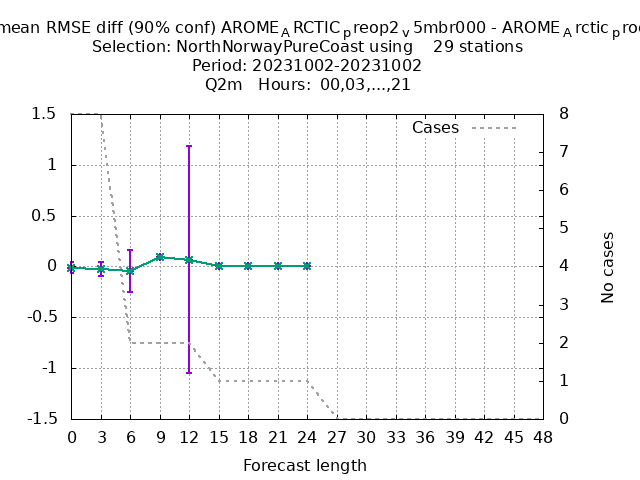 mean RMSE diff (90% conf) AROME_ARCTIC_preop2_v5mbr000 - AROME_Arctic_pro
Selection: NorthNorwayPureCoast using    29 stations
Period: 20231002-20231002
Q2m   Hours:  00,03,...,21
Cases
1.5
1
0.5
0
-0.5
-1
-1.5
8
7
6
5
4
3
2
1
0
No cases
0 3 6 9 12 15 18 21 24 27 30 33 36 39 42 45 48
Forecast length